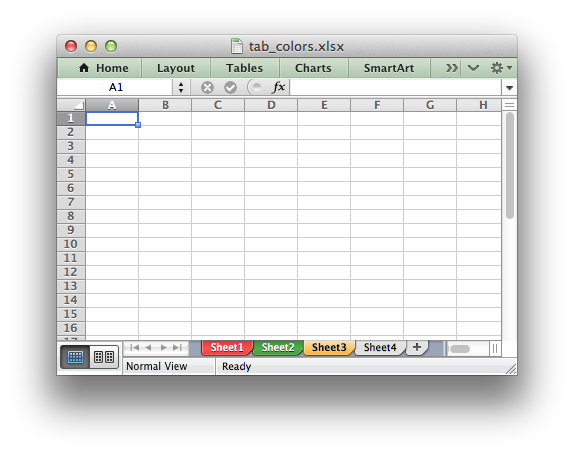 tab_colors.xlsx
Home Layout Tables Charts SmartArt
A1 fx
A B C D E F G H
1
2
3
4
5
6
7
8
9
10
11
12
13
14
15
16
17
Sheet1 Sheet2 Sheet3 Sheet4 +
Normal View Ready